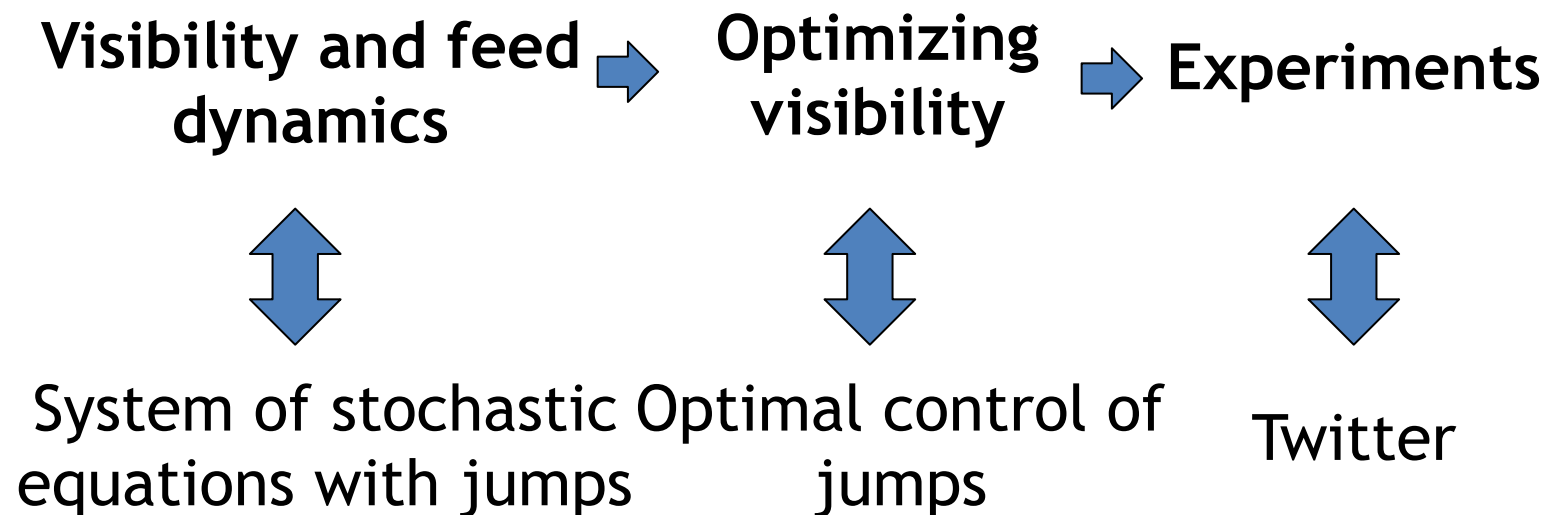 Visibility and feed
dynamics
Optimizing
visibility
Experiments
System of stochastic
equations with jumps
Optimal control of
jumps
Twitter